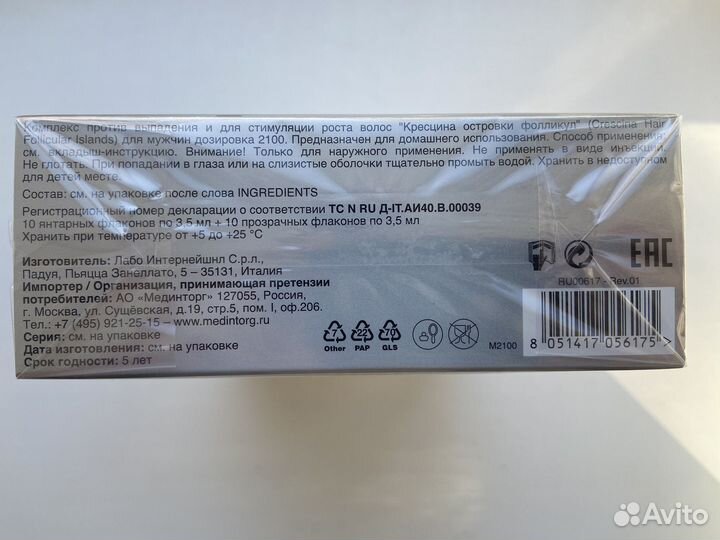 Комплекс против выпадения и для стимуляции роста волос "Кресцина островки фолликул" (Crescina Hair
Follicular Islands) для мужчин дозировка 2100. Предназначен для домашнего использования. Способ применения:
см. вкладыш-инструкцию. Внимание! Только для наружного применения. Не применять в виде инъекций.
Не глотать. При попадании в глаза или на слизистые оболочки тщательно промыть водой. Хранить в недоступном
для детей месте.
Состав: см. на упаковке после слова INGREDIENTS
Регистрационный номер декларации о соответствии ТС N RU Д-IT.АИ40.В.00039
10 янтарных флаконов по 3,5 мл + 10 прозрачных флаконов по 3,5 мл
Хранить при температуре от +5 до +25 °C
Изготовитель: Лабо Интернейшнл С.р.л.,
Падуя, Пьяцца Занеллато, 5 – 35131, Италия
Импортер / Организация, принимающая претензии
потребителей: АО «Мединторг» 127055, Россия,
г. Москва, ул. Сущёвская, д.19, стр.5, пом. I, оф.206.
Тел.: +7 (495) 921-25-15 – www.medintorg.ru
Серия: см. на упаковке
Дата изготовления: см. на упаковке
Срок годности: 5 лет
Other
22
PAP
70
GLS
M2100
EAC
RU00617 - Rev.01
8 051417 056175 >
Avito